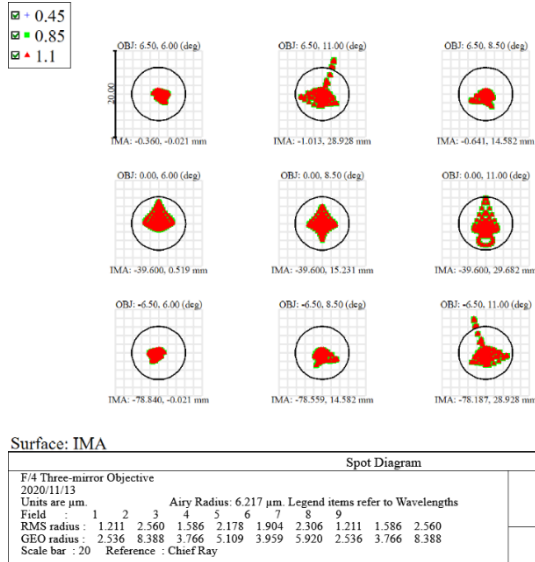 + 0.45
0.85
1.1
OBJ: 6.50, 6.00 (deg)
OBJ: 6.50, 11.00 (deg)
OBJ: 6.50, 8.50 (deg)
20.00
IMA: -0.360, -0.021 mm
IMA: -1.013, 28.928 mm
IMA: -0.641, 14.582 mm
OBJ: 0.00, 6.00 (deg)
OBJ: 0.00, 8.50 (deg)
OBJ: 0.00, 11.00 (deg)
IMA: -39.600, 0.519 mm
IMA: -39.600, 15.231 mm
IMA: -39.600, 29.682 mm
OBJ: -6.50, 6.00 (deg)
OBJ: -6.50, 8.50 (deg)
OBJ: -6.50, 11.00 (deg)
IMA: -78.840, -0.021 mm
IMA: -78.559, 14.582 mm
IMA: -78.187, 28.928 mm
Surface: IMA
Spot Diagram
F/4 Three-mirror Objective
2020/11/13
Units are µm. Airy Radius: 6.217 µm. Legend items refer to Wavelengths
Field : 1 2 3 4 5 6 7 8 9
RMS radius : 1.211 2.560 1.586 2.178 1.904 2.306 1.211 1.586 2.560
GEO radius : 2.536 8.388 3.766 5.109 3.959 5.920 2.536 3.766 8.388
Scale bar : 20 Reference : Chief Ray